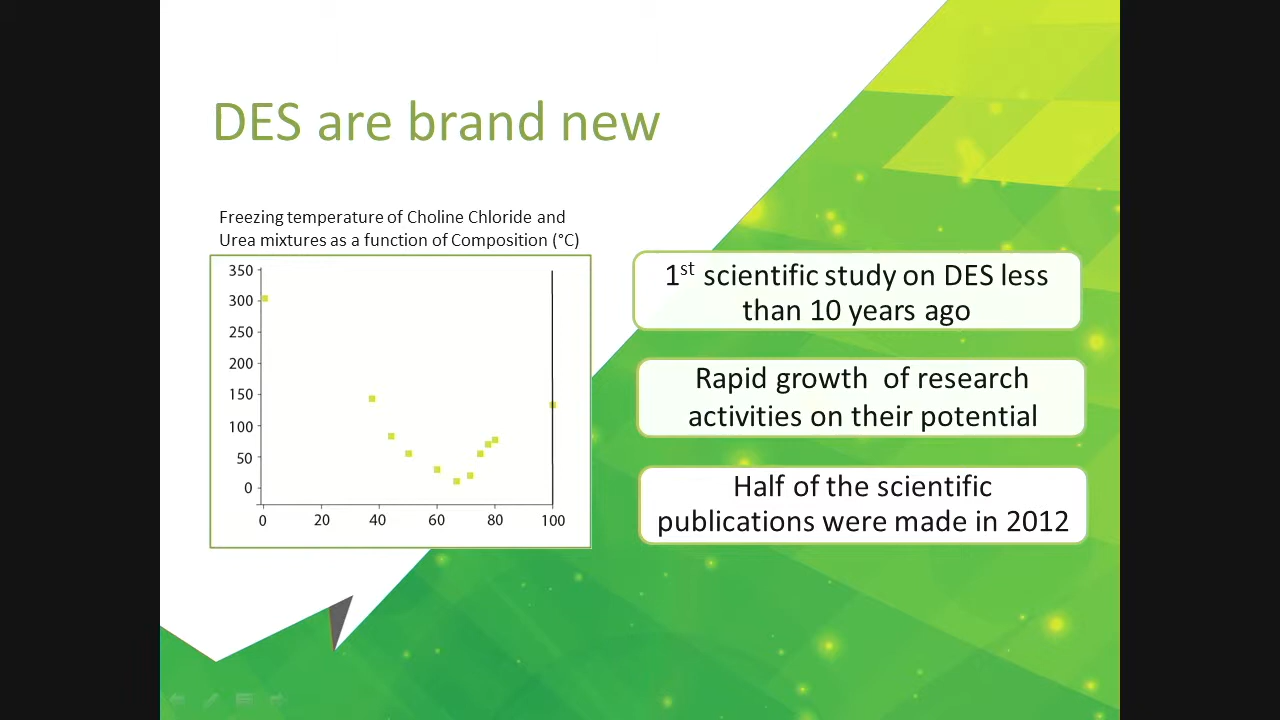 DES are brand new
Freezing temperature of Choline Chloride and
Urea mixtures as a function of Composition (°C)
350
300
250
200
150
100
50
0
0 20 40 60 80 100
1st scientific study on DES less
than 10 years ago
Rapid growth of research
activities on their potential
Half of the scientific
publications were made in 2012